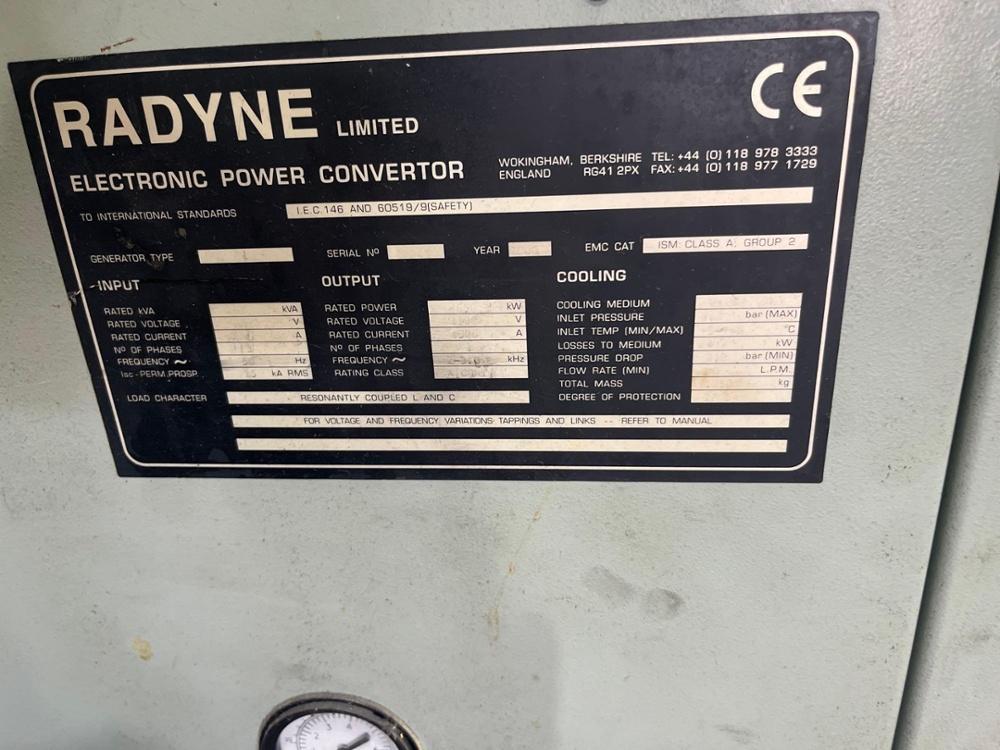 RADYNE LIMITED
CE
ELECTRONIC POWER CONVERTOR
WOKINGHAM, BERKSHIRE TEL: +44 (0) 118 978 3333
ENGLAND RG41 2PX FAX: +44 (0) 118 977 1729
TO INTERNATIONAL STANDARDS I.E.C.146 AND 60519/9(SAFETY)
GENERATOR TYPE SERIAL Nº YEAR EMC CAT ISM: CLASS A, GROUP 2
INPUT
RATED kVA kVA
RATED VOLTAGE V
RATED CURRENT A
Nº OF PHASES
FREQUENCY ~ Hz
Isc - PERM.PROSP. kA RMS
OUTPUT
RATED POWER kW
RATED VOLTAGE V
RATED CURRENT A
Nº OF PHASES
FREQUENCY ~ kHz
RATING CLASS
COOLING
COOLING MEDIUM
INLET PRESSURE bar (MAX)
INLET TEMP (MIN/MAX) °C
LOSSES TO MEDIUM kW
PRESSURE DROP bar (MIN)
FLOW RATE (MIN) L.P.M.
TOTAL MASS kg
DEGREE OF PROTECTION
LOAD CHARACTER RESONANTLY COUPLED L AND C
FOR VOLTAGE AND FREQUENCY VARIATIONS TAPPINGS AND LINKS -- REFER TO MANUAL